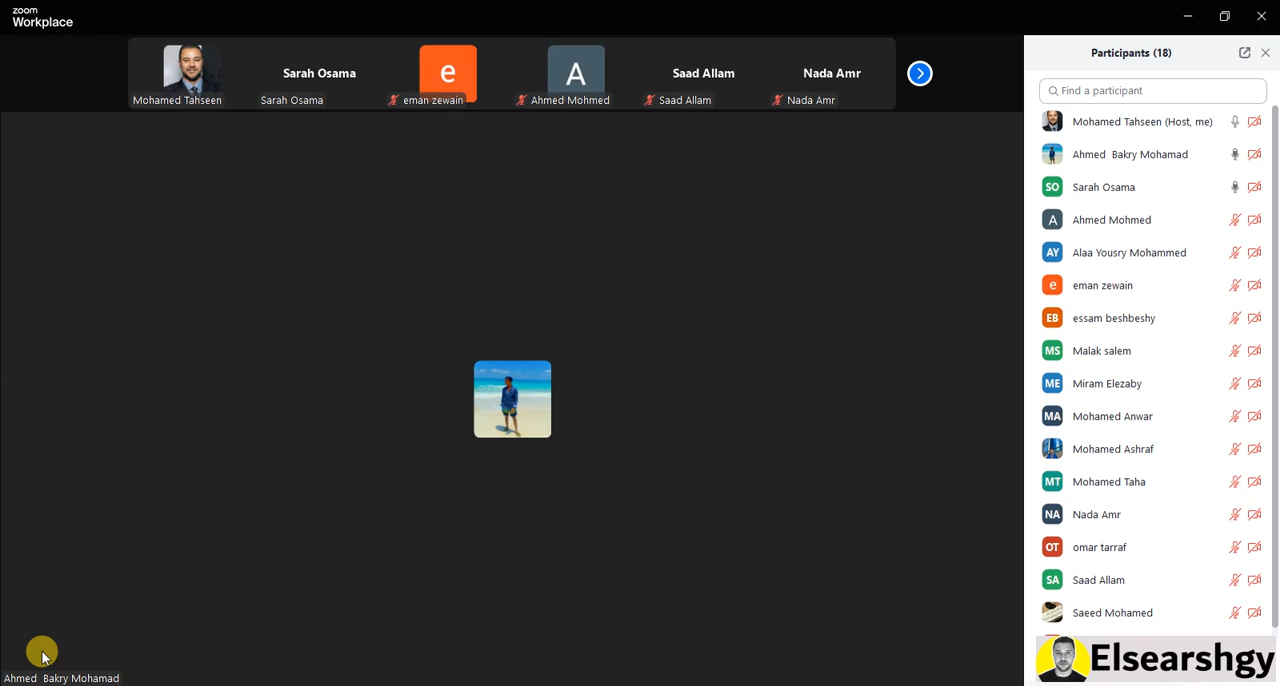 zoom
Workplace
Sarah Osama
e
A
Saad Allam
Nada Amr
Mohamed Tahseen
Sarah Osama
eman zewain
Ahmed Mohmed
Saad Allam
Nada Amr
Ahmed Bakry Mohamad
Participants (18)
Find a participant
Mohamed Tahseen (Host, me)
Ahmed Bakry Mohamad
SO Sarah Osama
A Ahmed Mohmed
AY Alaa Yousry Mohammed
e eman zewain
EB essam beshbeshy
MS Malak salem
ME Miram Elezaby
MA Mohamed Anwar
Mohamed Ashraf
MT Mohamed Taha
NA Nada Amr
OT omar tarraf
SA Saad Allam
Saeed Mohamed
Elsearshgy